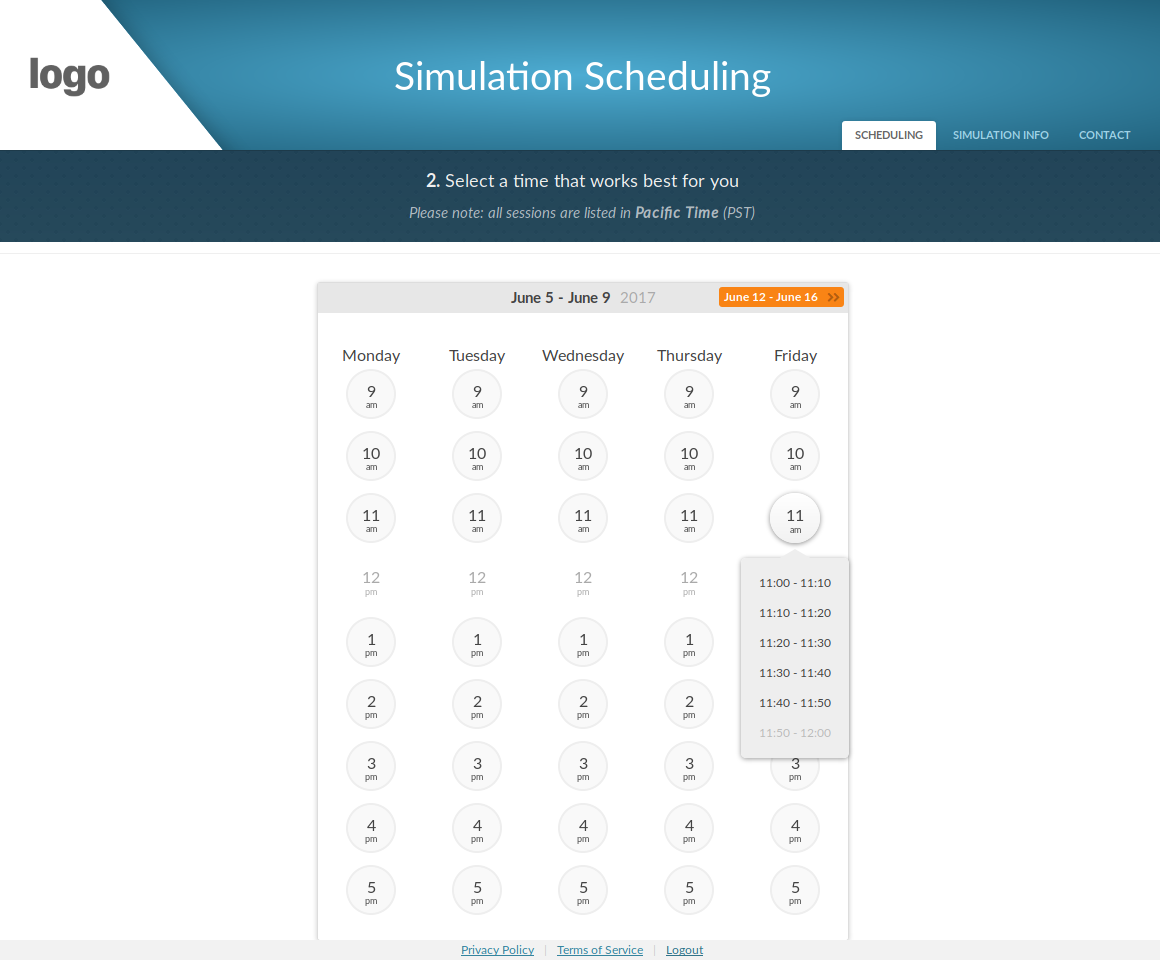 logo
Simulation Scheduling
SCHEDULING SIMULATION INFO CONTACT
2. Select a time that works best for you
Please note: all sessions are listed in Pacific Time (PST)
June 5 - June 9 2017 June 12 - June 16 »
Monday Tuesday Wednesday Thursday Friday
9 9 9 9 9
am am am am am
10 10 10 10 10
am am am am am
11 11 11 11 11
am am am am am
12 12 12 12
pm pm pm pm
11:00 - 11:10
11:10 - 11:20
11:20 - 11:30
11:30 - 11:40
11:40 - 11:50
11:50 - 12:00
1 1 1 1
pm pm pm pm
2 2 2 2
pm pm pm pm
3 3 3 3 3
pm pm pm pm pm
4 4 4 4 4
pm pm pm pm pm
5 5 5 5 5
pm pm pm pm pm
Privacy Policy | Terms of Service | Logout